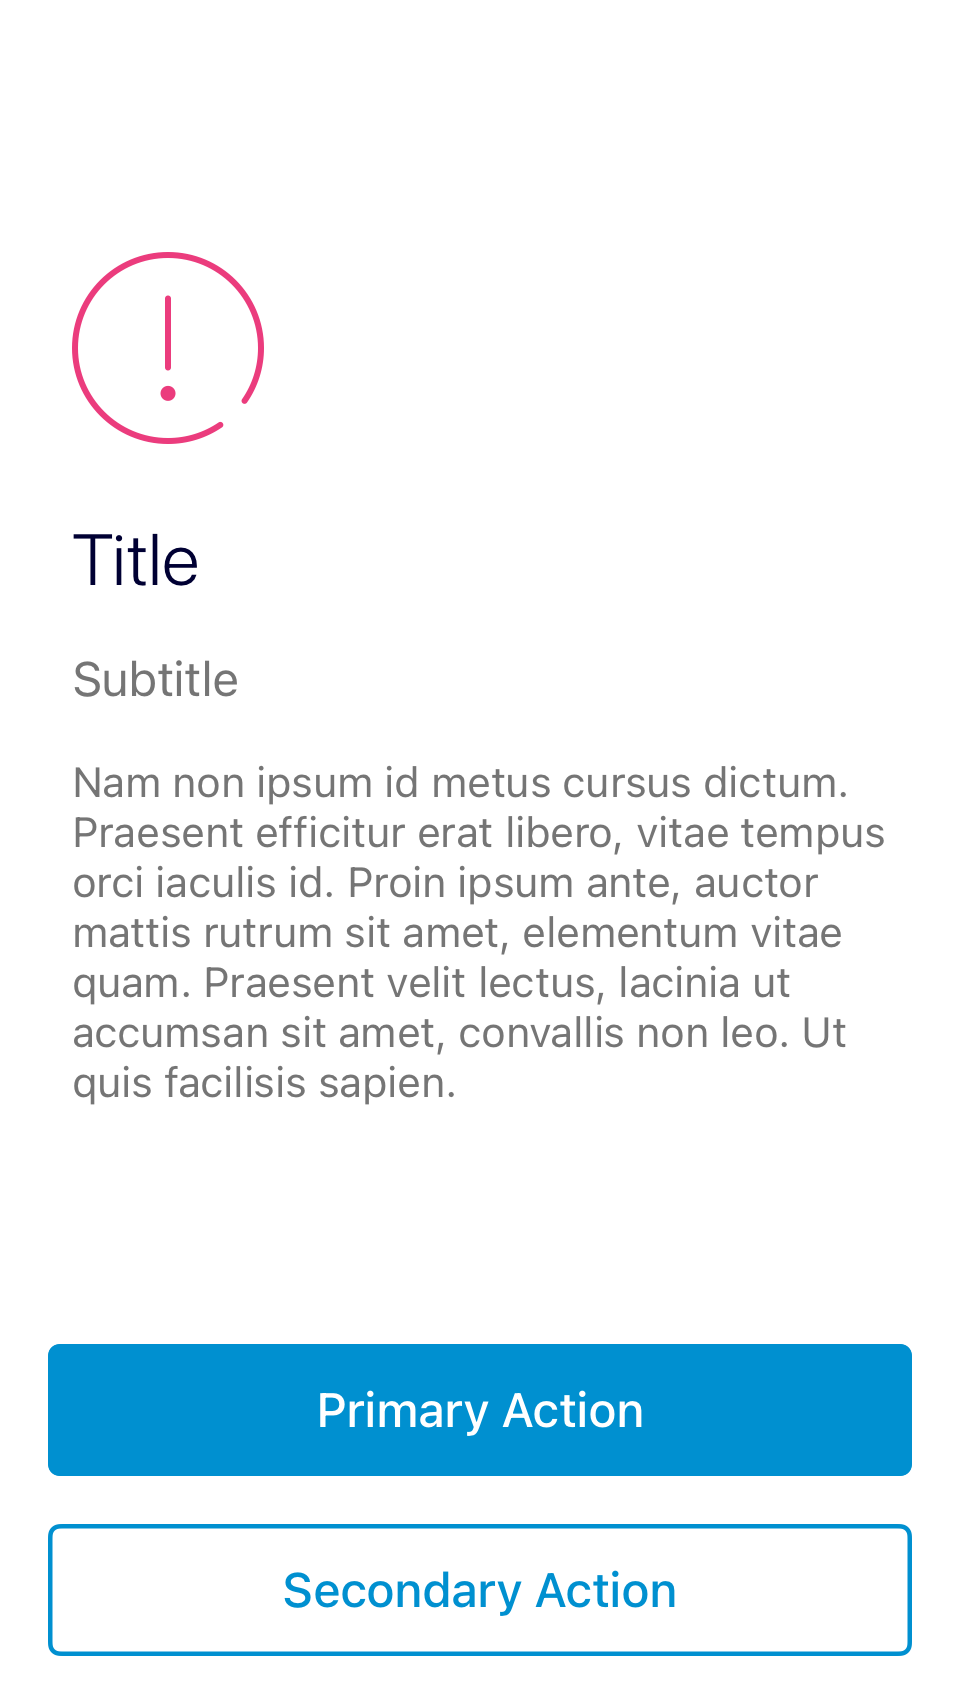 Title
Subtitle
Nam non ipsum id metus cursus dictum.
Praesent efficitur erat libero, vitae tempus
orci iaculis id. Proin ipsum ante, auctor
mattis rutrum sit amet, elementum vitae
quam. Praesent velit lectus, lacinia ut
accumsan sit amet, convallis non leo. Ut
quis facilisis sapien.
Primary Action
Secondary Action